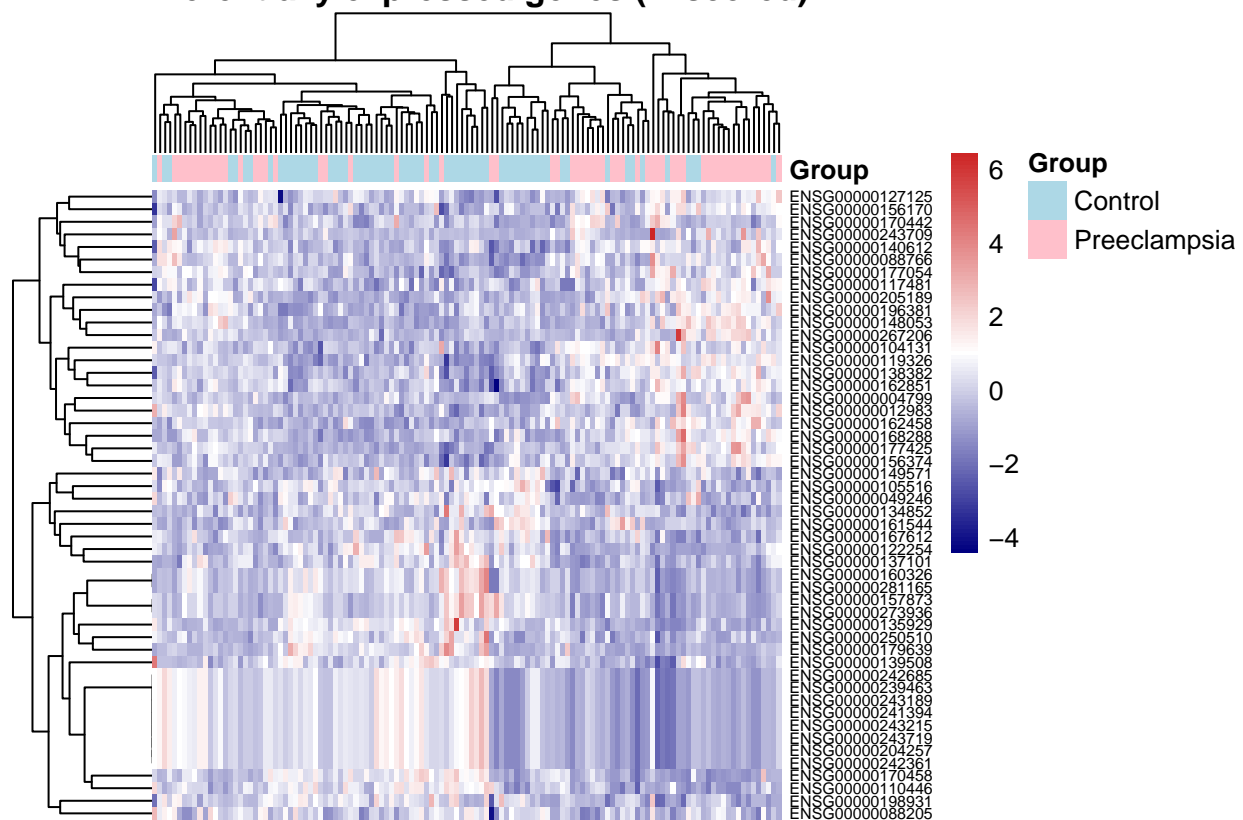 expressed genes (
Group
ENSG00000127125
ENSG00000156170
ENSG00000170442
ENSG00000243709
ENSG00000140612
ENSG00000088766
ENSG00000177054
ENSG00000117481
ENSG00000205189
ENSG00000196381
ENSG00000148053
ENSG00000267206
ENSG00000104131
ENSG00000119326
ENSG00000138382
ENSG00000162851
ENSG00000004799
ENSG00000012983
ENSG00000162458
ENSG00000168288
ENSG00000177425
ENSG00000156374
ENSG00000149571
ENSG00000105516
ENSG00000049246
ENSG00000134852
ENSG00000161544
ENSG00000167612
ENSG00000122254
ENSG00000137101
ENSG00000160326
ENSG00000281165
ENSG00000157873
ENSG00000273936
ENSG00000135929
ENSG00000250510
ENSG00000179639
ENSG00000139508
ENSG00000242685
ENSG00000239463
ENSG00000243189
ENSG00000241394
ENSG00000243215
ENSG00000243719
ENSG00000204257
ENSG00000242361
ENSG00000170458
ENSG00000110446
ENSG00000198931
ENSG00000088205
6
4
2
0
−2
−4
Group
Control
Preeclampsia